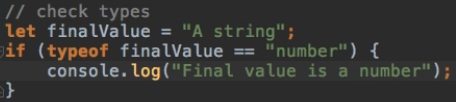 // check types
let finalValue = "A string";
if (typeof finalValue == "number") {
    console.log("Final value is a number");
}